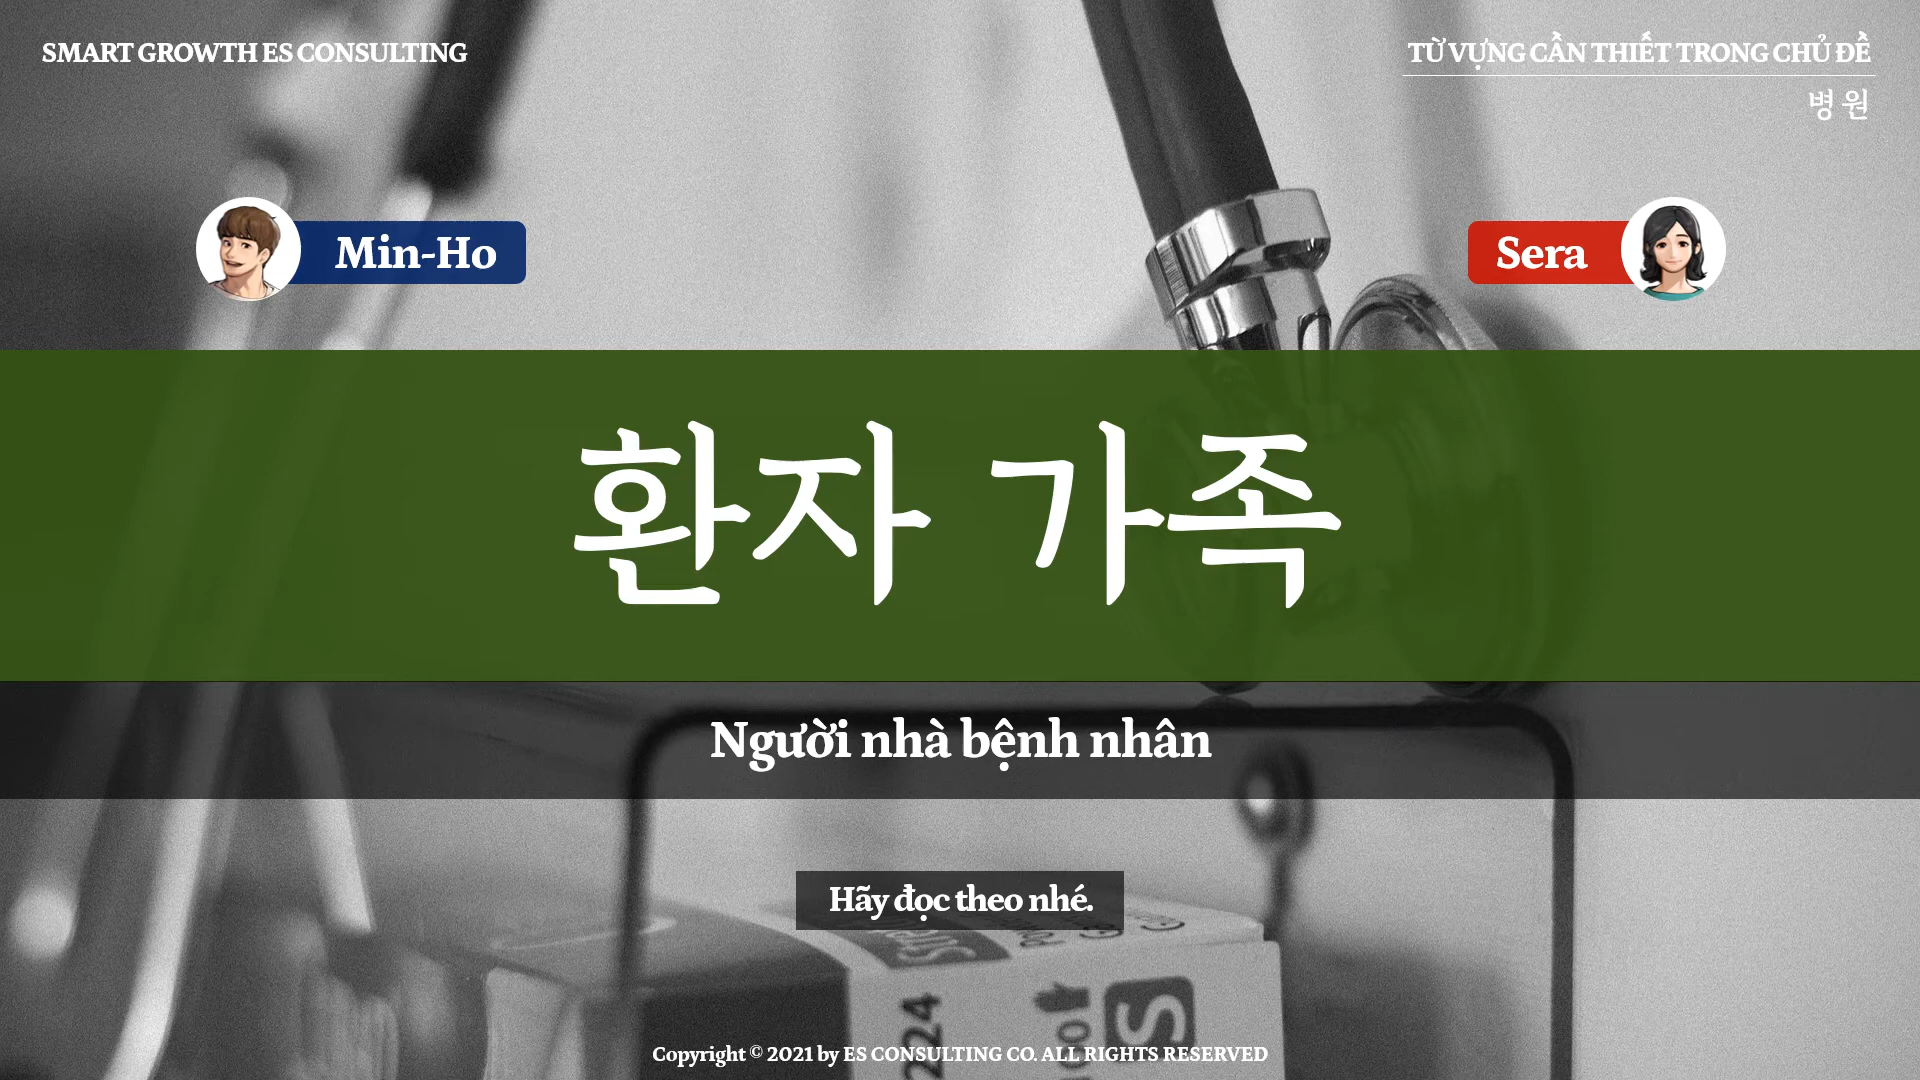 SMART GROWTH ES CONSULTING
TỪ VỰNG CẦN THIẾT TRONG CHỦ ĐỀ
병원
Min-Ho
Sera
환자 가족
Người nhà bệnh nhân
Hãy đọc theo nhé.
224
S
Copyright © 2021 by ES CONSULTING CO. ALL RIGHTS RESERVED